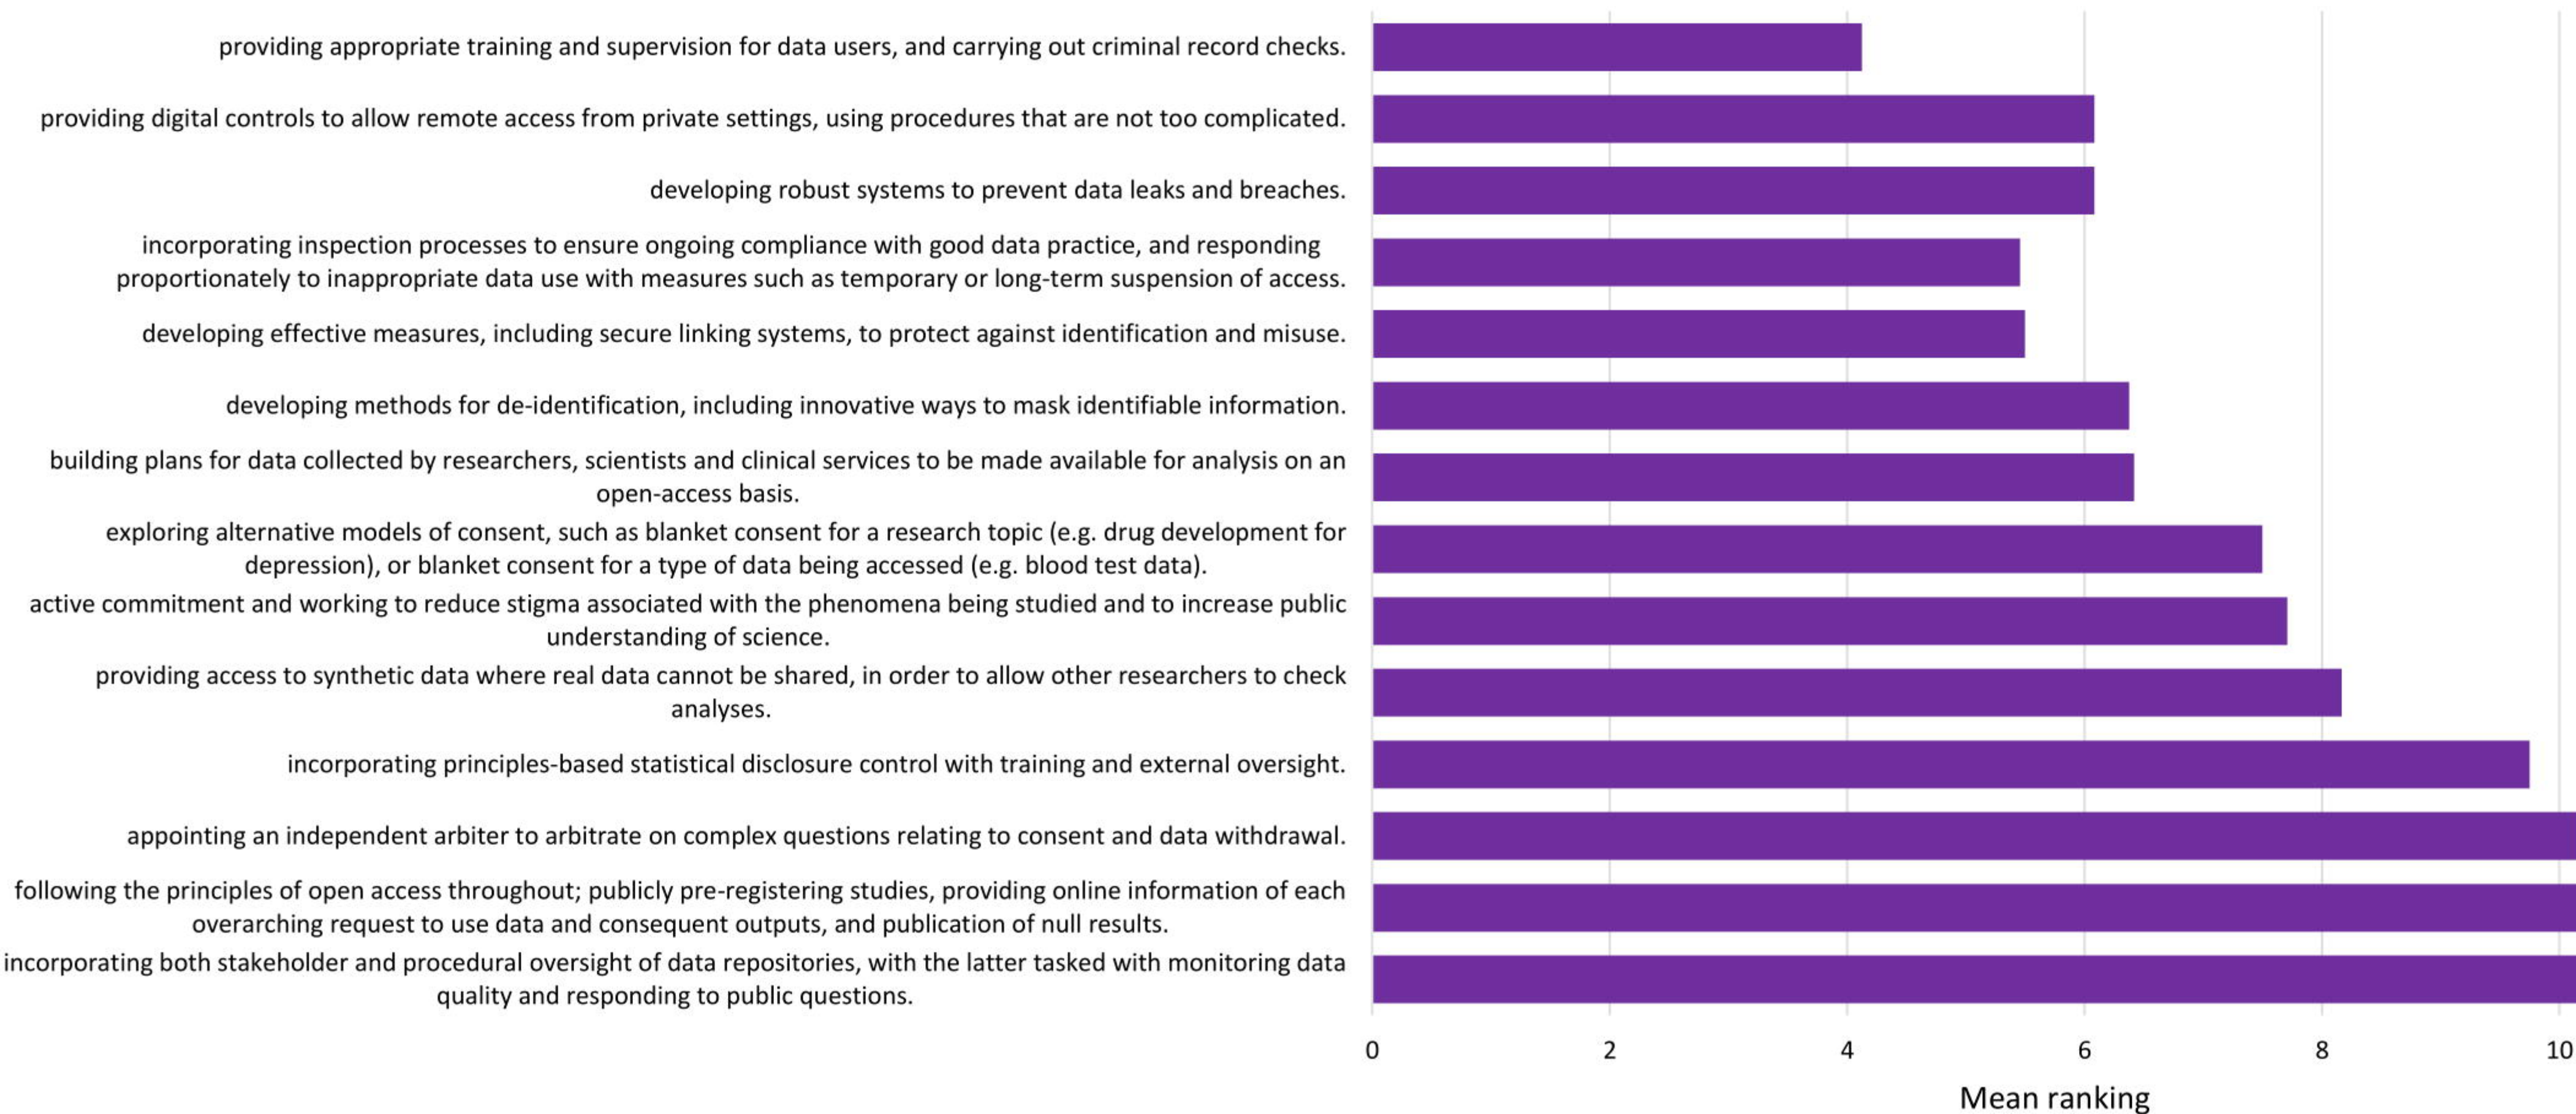 providing appropriate training and supervision for data users, and carrying out criminal record checks.
providing digital controls to allow remote access from private settings, using procedures that are not too complicated.
developing robust systems to prevent data leaks and breaches.
incorporating inspection processes to ensure ongoing compliance with good data practice, and responding
proportionately to inappropriate data use with measures such as temporary or long-term suspension of access.
developing effective measures, including secure linking systems, to protect against identification and misuse.
developing methods for de-identification, including innovative ways to mask identifiable information.
building plans for data collected by researchers, scientists and clinical services to be made available for analysis on an
open-access basis.
exploring alternative models of consent, such as blanket consent for a research topic (e.g. drug development for
depression), or blanket consent for a type of data being accessed (e.g. blood test data).
active commitment and working to reduce stigma associated with the phenomena being studied and to increase public
understanding of science.
providing access to synthetic data where real data cannot be shared, in order to allow other researchers to check
analyses.
incorporating principles-based statistical disclosure control with training and external oversight.
appointing an independent arbiter to arbitrate on complex questions relating to consent and data withdrawal.
following the principles of open access throughout; publicly pre-registering studies, providing online information of each
overarching request to use data and consequent outputs, and publication of null results.
incorporating both stakeholder and procedural oversight of data repositories, with the latter tasked with monitoring data
quality and responding to public questions.
0 2 4 6 8 10
Mean ranking